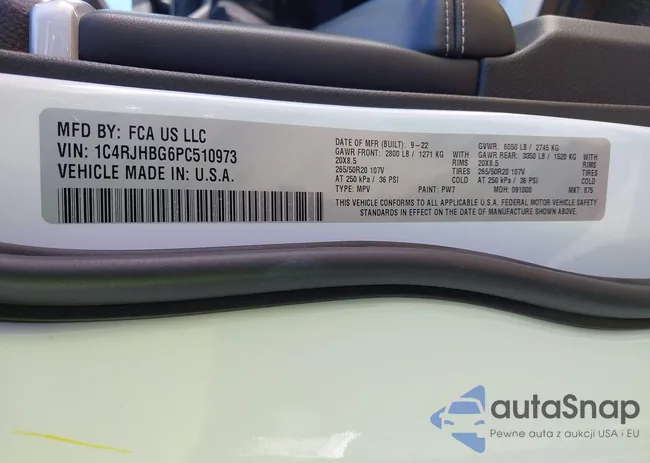 MFD BY: FCA US LLC
VIN: 1C4RJHBG6PC510973
VEHICLE MADE IN: U.S.A.
DATE OF MFR (BUILT): 9-22 GVWR: 6050 LB / 2745 KG
GAWR FRONT: 2800 LB / 1271 KG WITH GAWR REAR: 3350 LB / 1520 KG WITH
20X8.5 RIMS 20X8.5 RIMS
265/50R20 107V TIRES 265/50R20 107V TIRES
AT 250 kPa / 36 PSI COLD AT 250 kPa / 36 PSI COLD
TYPE: MPV PAINT: PW7 MDH: 091000 MKT: 875
THIS VEHICLE CONFORMS TO ALL APPLICABLE U.S.A. FEDERAL MOTOR VEHICLE SAFETY
STANDARDS IN EFFECT ON THE DATE OF MANUFACTURE SHOWN ABOVE.
autaSnap
Pewne auta z aukcji USA i EU